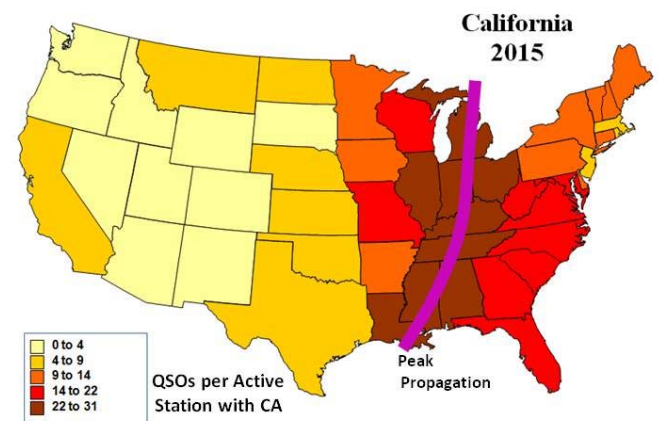 California
2015
0 to 4
4 to 9
9 to 14
14 to 22
22 to 31
QSOs per Active
Station with CA
Peak
Propagation